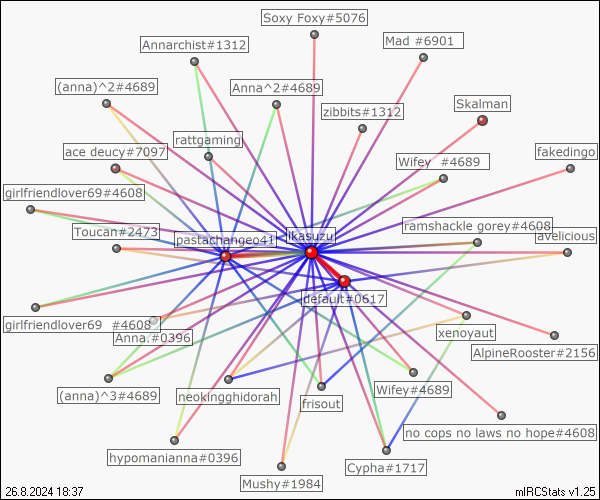 Soxy Foxy#5076
Mad #6901
Annarchist#1312
(anna)^2#4689
Anna^2#4689
zibbits#1312
Skalman
rattgaming
ace deucy#7097
Wifey #4689
fakedingo
girlfriendlover69#4608
Toucan#2473
pastachangeo41
likasuzu
ramshackle gorey#4608
avelicious
default#0617
girlfriendlover69 #4608
Anna.#0396
xenoyaut
AlpineRooster#2156
(anna)^3#4689
neokingghidorah
frisout
Wifey#4689
no cops no laws no hope#4608
hypomanianna#0396
Mushy#1984
Cypha#1717
26.8.2024 18:37
mIRCStats v1.25